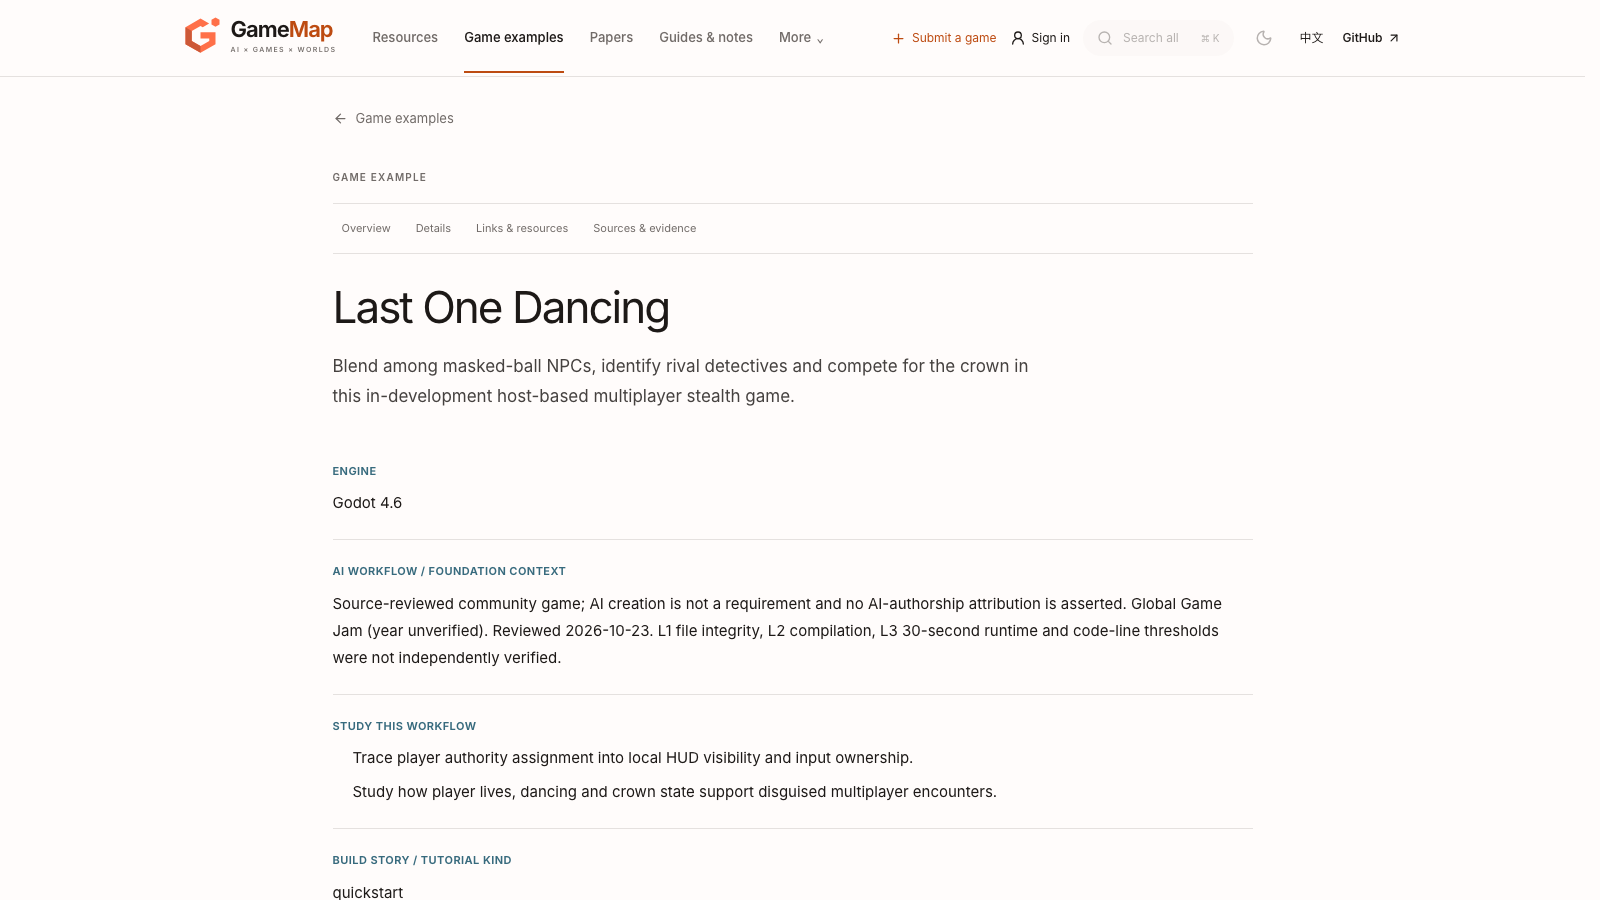 GameMap
AI × GAMES × WORLDS
Resources
Game examples
Papers
Guides & notes
More
Submit a game
Sign in
Search all
⌘ K
中文
GitHub
Game examples
GAME EXAMPLE
Overview
Details
Links & resources
Sources & evidence
Last One Dancing
Blend among masked-ball NPCs, identify rival detectives and compete for the crown in
this in-development host-based multiplayer stealth game.
ENGINE
Godot 4.6
AI WORKFLOW / FOUNDATION CONTEXT
Source-reviewed community game; AI creation is not a requirement and no AI-authorship attribution is asserted. Global Game
Jam (year unverified). Reviewed 2026-10-23. L1 file integrity, L2 compilation, L3 30-second runtime and code-line thresholds
were not independently verified.
STUDY THIS WORKFLOW
Trace player authority assignment into local HUD visibility and input ownership.
Study how player lives, dancing and crown state support disguised multiplayer encounters.
BUILD STORY / TUTORIAL KIND
quickstart